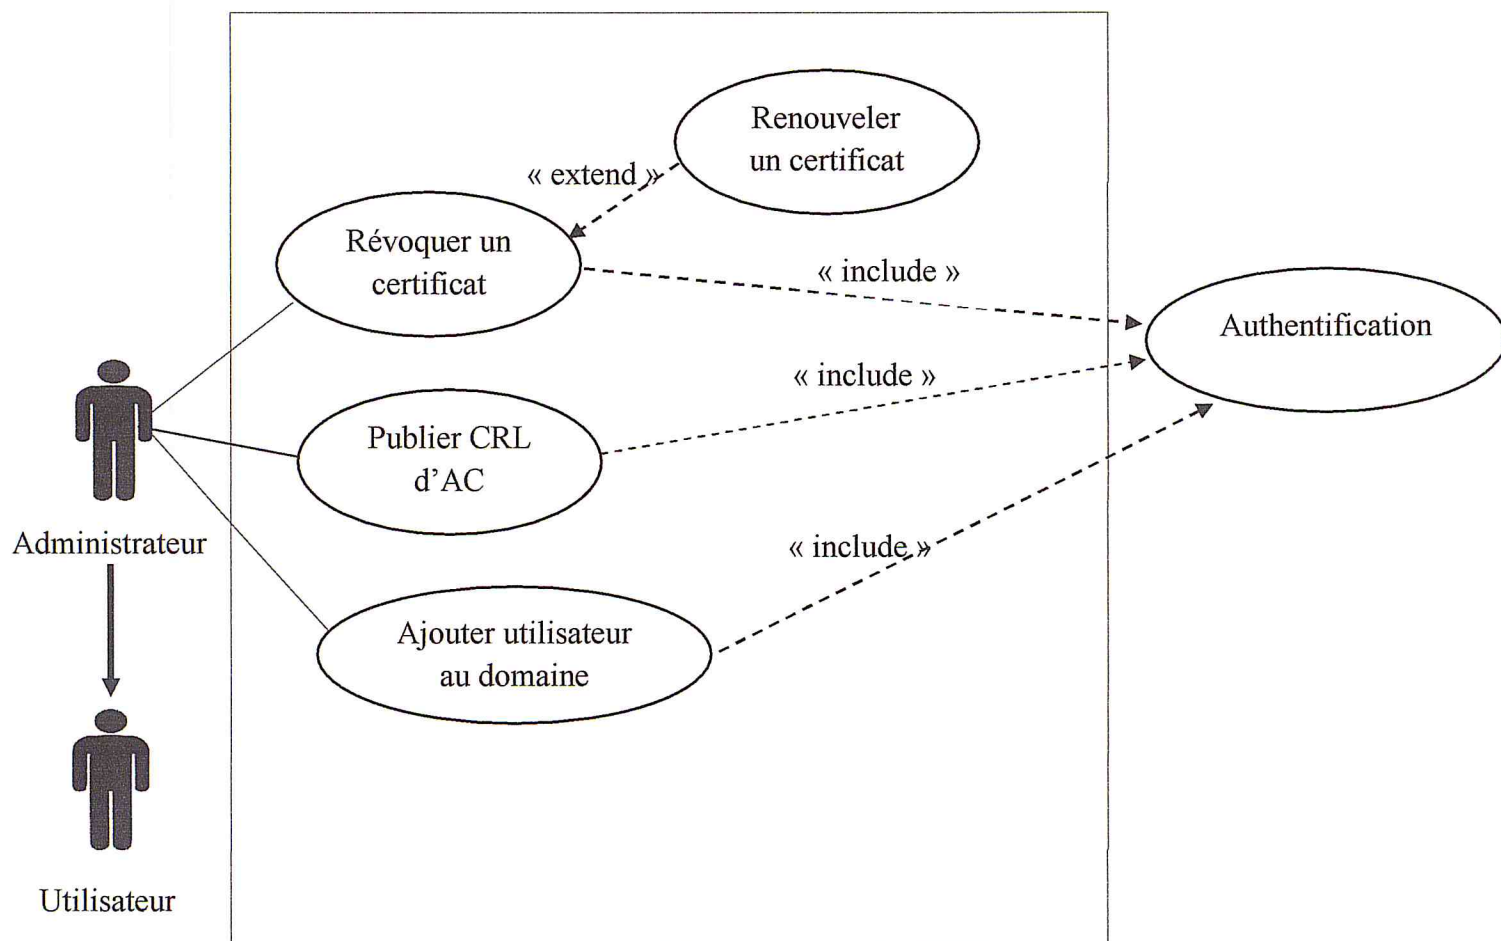 Renouveler
un certificat
« extend »
Révoquer un
certificat
« include »
Authentification
« include »
Publier CRL
d’AC
Administrateur
« include »
Ajouter utilisateur
au domaine
Utilisateur